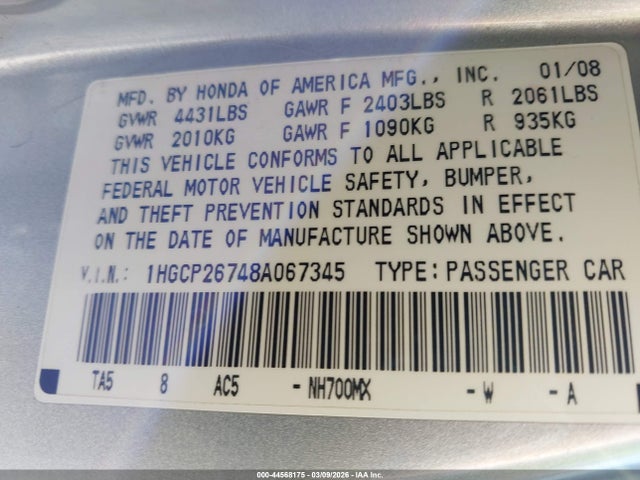 MFD. BY HONDA OF AMERICA MFG., INC. 01/08
GVWR 4431LBS GAWR F 2403LBS R 2061LBS
GVWR 2010KG GAWR F 1090KG R 935KG
THIS VEHICLE CONFORMS TO ALL APPLICABLE
FEDERAL MOTOR VEHICLE SAFETY, BUMPER,
AND THEFT PREVENTION STANDARDS IN EFFECT
ON THE DATE OF MANUFACTURE SHOWN ABOVE.
V.I.N.: 1HGCP26748A067345 TYPE: PASSENGER CAR
TA5 8 AC5 - NH700MX - W - A
000-44568175 - 03/09/2026 - IAA Inc.